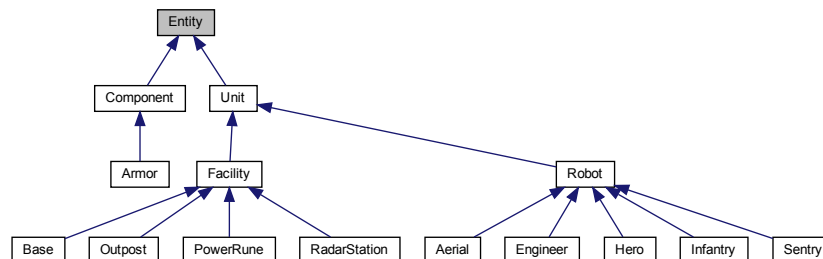 Entity
Component Unit
Armor Facility Robot
Base Outpost PowerRune RadarStation Aerial Engineer Hero Infantry Sentry